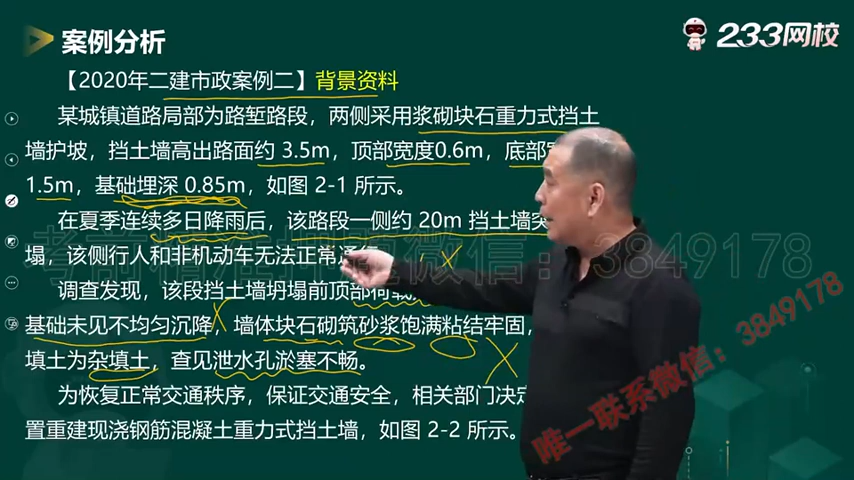 案例分析
233网校
【2020年二建市政案例二】背景资料
某城镇道路局部为路堑路段，两侧采用浆砌块石重力式挡土
墙护坡，挡土墙高出路面约 3.5m，顶部宽度0.6m，底部宽
1.5m，基础埋深 0.85m，如图 2-1 所示。
在夏季连续多日降雨后，该路段一侧约 20m 挡土墙突
塌，该侧行人和非机动车无法正常通行
调查发现，该段挡土墙坍塌前顶部荷载
基础未见不均匀沉降，墙体块石砌筑砂浆饱满粘结牢固，
填土为杂填土，查见泄水孔淤塞不畅。
为恢复正常交通秩序，保证交通安全，相关部门决定
置重建现浇钢筋混凝土重力式挡土墙，如图 2-2 所示。
微信：
3849178
唯一联系微信：3849178